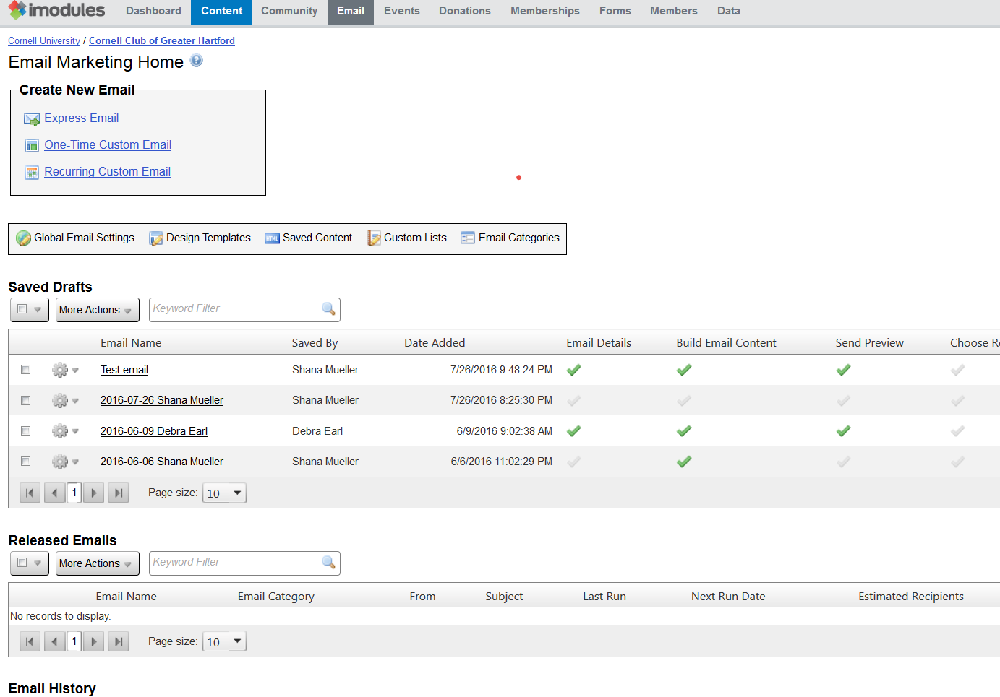 imodules Dashboard Content Community Email Events Donations Memberships Forms Members Data
Cornell University / Cornell Club of Greater Hartford
Email Marketing Home ?
Create New Email
Express Email
One-Time Custom Email
Recurring Custom Email
Global Email Settings Design Templates HTML Saved Content Custom Lists Email Categories
Saved Drafts
More Actions Keyword Filter
Email Name Saved By Date Added Email Details Build Email Content Send Preview Choose Re
Test email Shana Mueller 7/26/2016 9:48:24 PM
2016-07-26 Shana Mueller Shana Mueller 7/26/2016 8:25:30 PM
2016-06-09 Debra Earl Debra Earl 6/9/2016 9:02:38 AM
2016-06-06 Shana Mueller Shana Mueller 6/6/2016 11:02:29 PM
1 Page size: 10
Released Emails
More Actions Keyword Filter
Email Name Email Category From Subject Last Run Next Run Date Estimated Recipients
No records to display.
1 Page size: 10
Email History